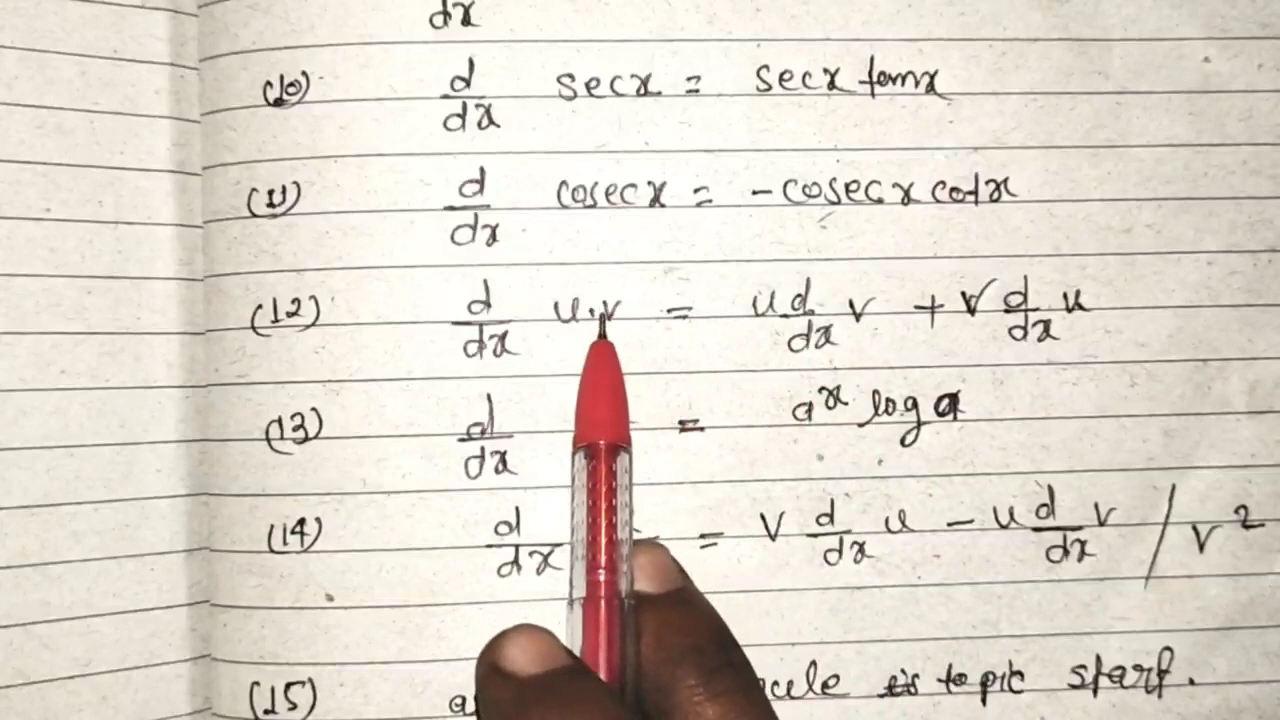 dx
(10) d/dx secx = secx tanx
(11) d/dx cosecx = -cosecx cotx
(12) d/dx u.v = u d/dx v + v d/dx u
(13) d/dx = a^x log a
(14) d/dx = v d/dx u - u d/dx v / v^2
(15) topic start.